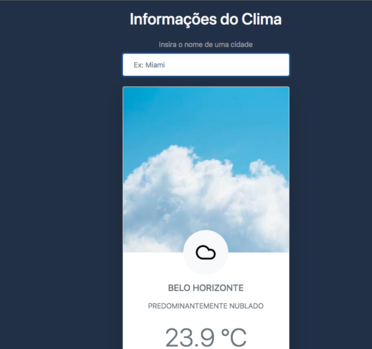 Informações do Clima
Insira o nome de uma cidade
Ex: Miami
BELO HORIZONTE
PREDOMINANTEMENTE NUBLADO
23.9 °C